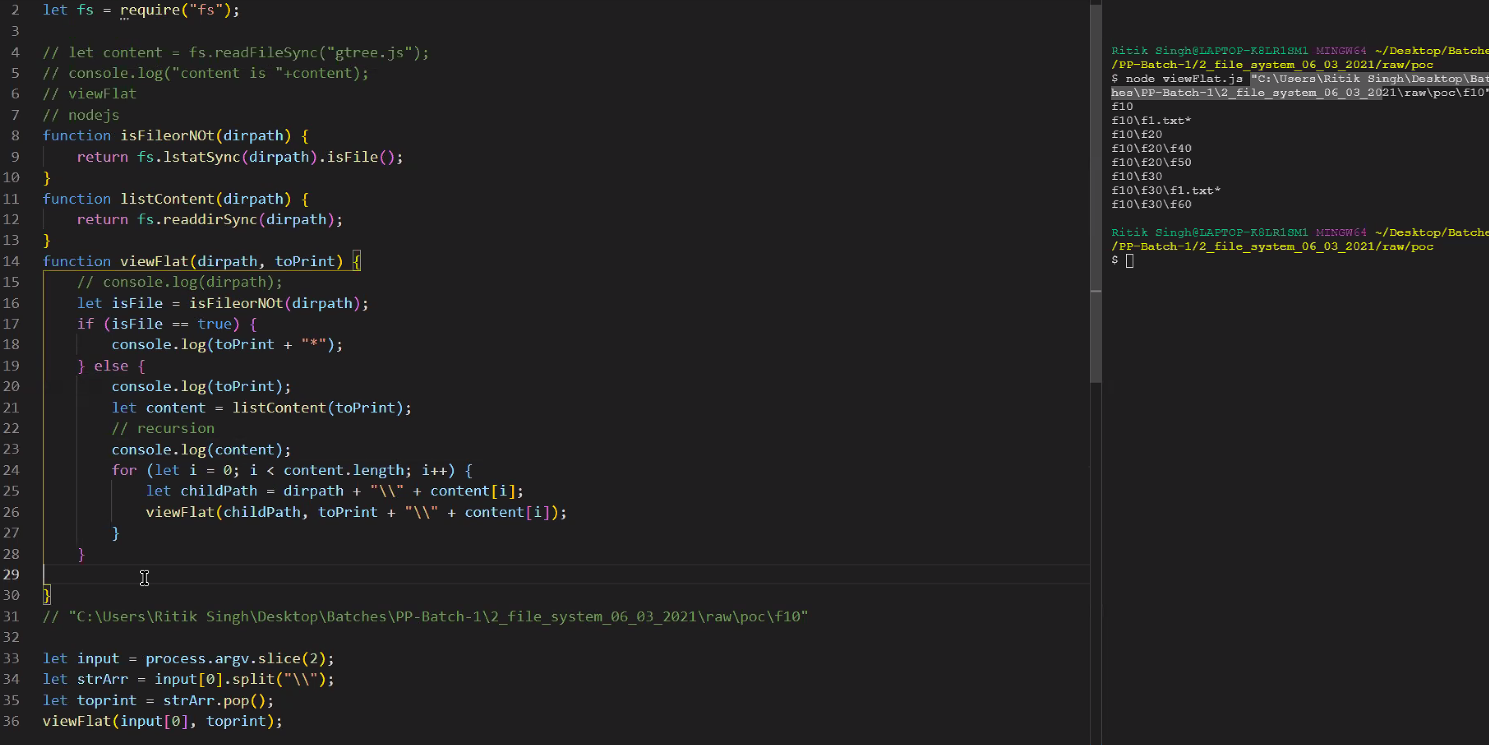 2 let fs = require("fs");
3
4 // let content = fs.readFileSync("gtree.js");
5 // console.log("content is "+content);
6 // viewFlat
7 // nodejs
8 function isFileorNOt(dirpath) {
9 return fs.lstatSync(dirpath).isFile();
10 }
11 function listContent(dirpath) {
12 return fs.readdirSync(dirpath);
13 }
14 function viewFlat(dirpath, toPrint) {
15 // console.log(dirpath);
16 let isFile = isFileorNOt(dirpath);
17 if (isFile == true) {
18 console.log(toPrint + "*");
19 } else {
20 console.log(toPrint);
21 let content = listContent(toPrint);
22 // recursion
23 console.log(content);
24 for (let i = 0; i < content.length; i++) {
25 let childPath = dirpath + "\\" + content[i];
26 viewFlat(childPath, toPrint + "\\" + content[i]);
27 }
28 }
29
30 }
31 // "C:\Users\Ritik Singh\Desktop\Batches\PP-Batch-1\2_file_system_06_03_2021\raw\poc\f10"
32
33 let input = process.argv.slice(2);
34 let strArr = input[0].split("\\");
35 let toprint = strArr.pop();
36 viewFlat(input[0], toprint);
Ritik Singh@LAPTOP-K8LR1SM1 MINGW64 ~/Desktop/Batches
/PP-Batch-1/2_file_system_06_03_2021/raw/poc
$ node viewFlat.js "C:\Users\Ritik Singh\Desktop\Bat
hes\PP-Batch-1\2_file_system_06_03_2021\raw\poc\f10"
f10
f10\f1.txt*
f10\f20
f10\f20\f40
f10\f20\f50
f10\f30
f10\f30\f1.txt*
f10\f30\f60
Ritik Singh@LAPTOP-K8LR1SM1 MINGW64 ~/Desktop/Batche
/PP-Batch-1/2_file_system_06_03_2021/raw/poc
$